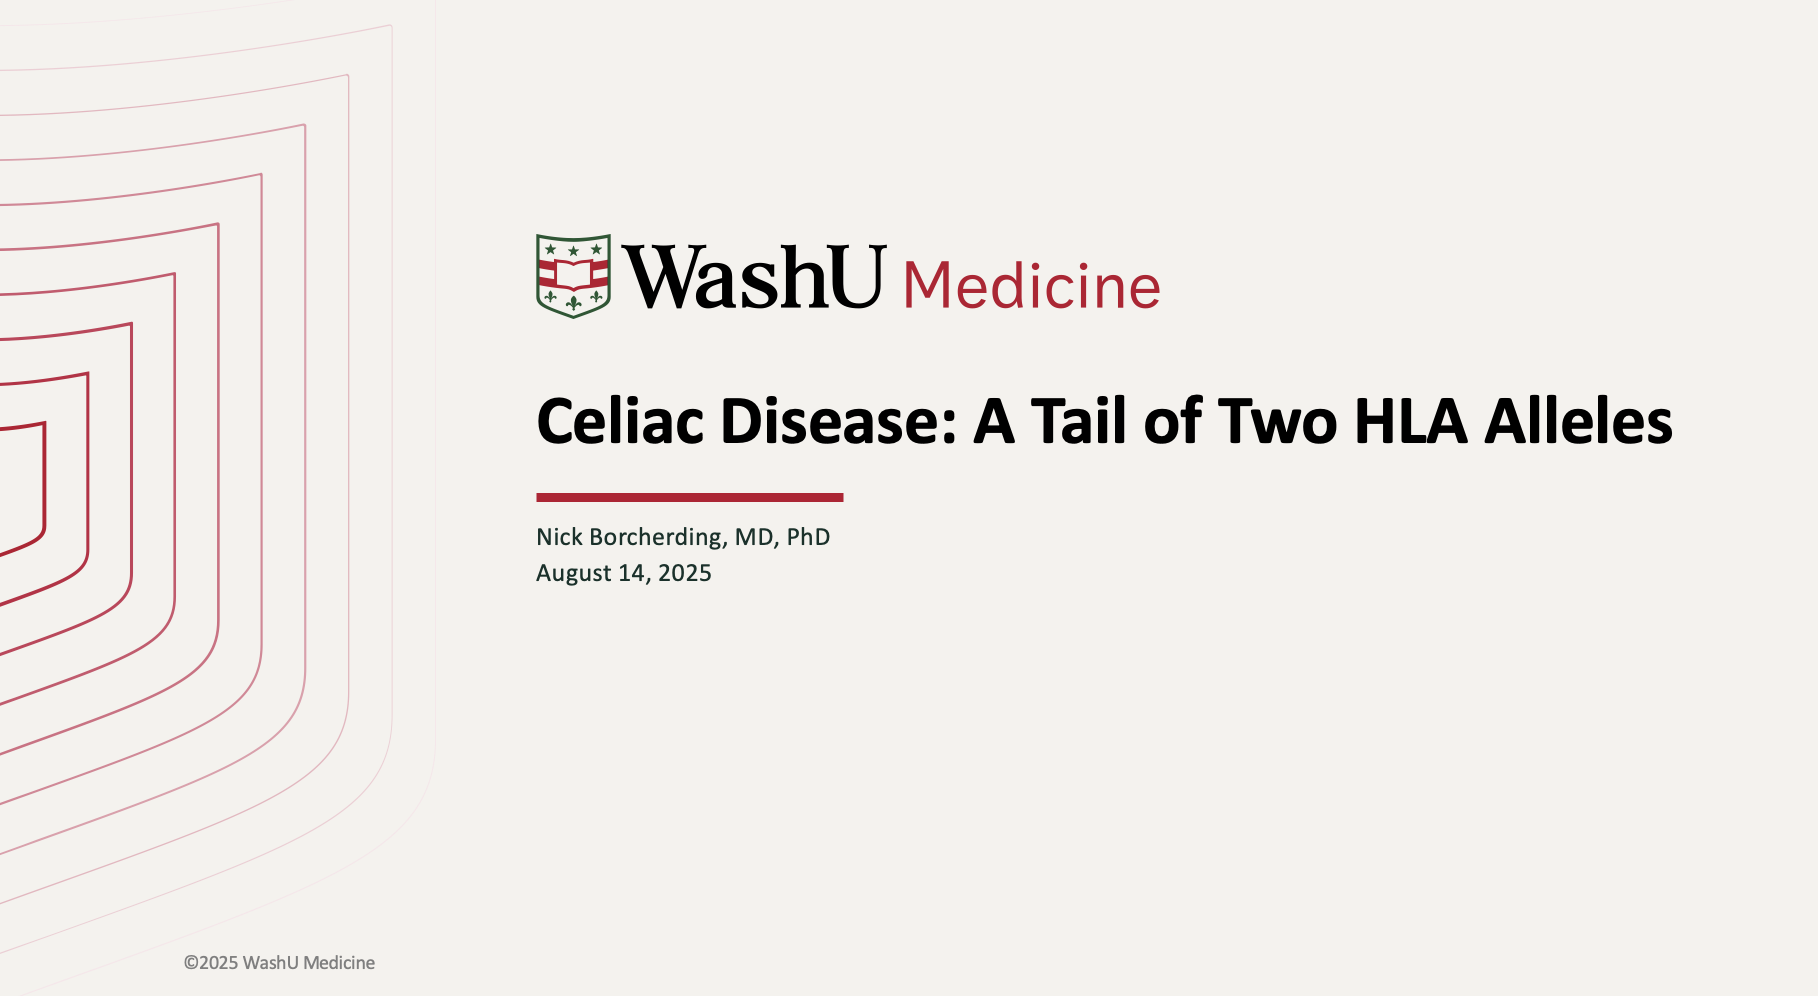 WashU Medicine
Celiac Disease: A Tail of Two HLA Alleles
Nick Borcherding, MD, PhD
August 14, 2025
©2025 WashU Medicine